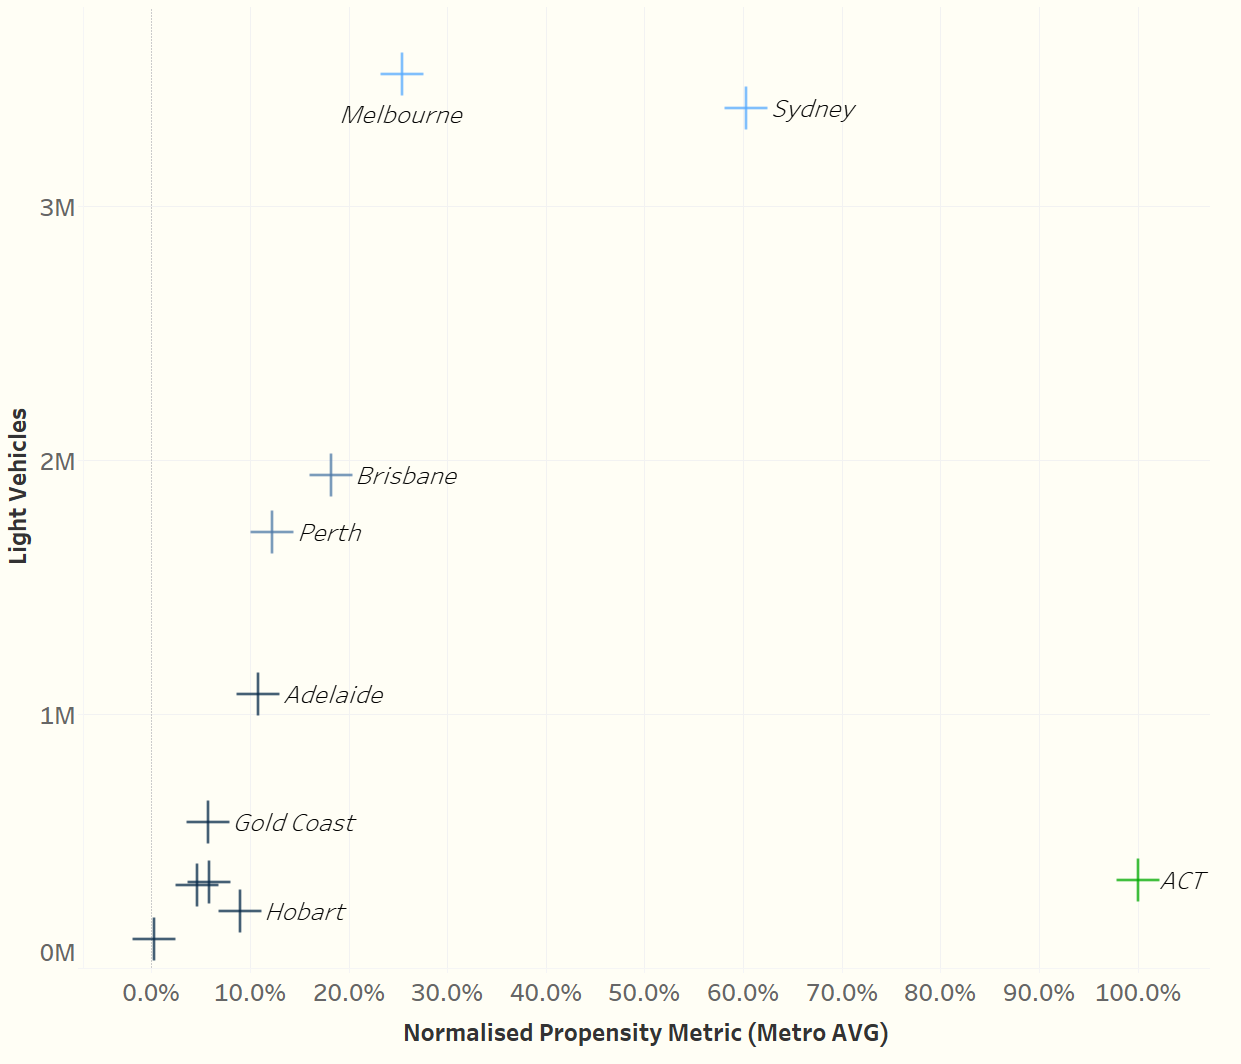 Melbourne
Sydney
3M
2M
Brisbane
Perth
Light Vehicles
Adelaide
1M
Gold Coast
ACT
Hobart
0M
0.0% 10.0% 20.0% 30.0% 40.0% 50.0% 60.0% 70.0% 80.0% 90.0% 100.0%
Normalised Propensity Metric (Metro AVG)